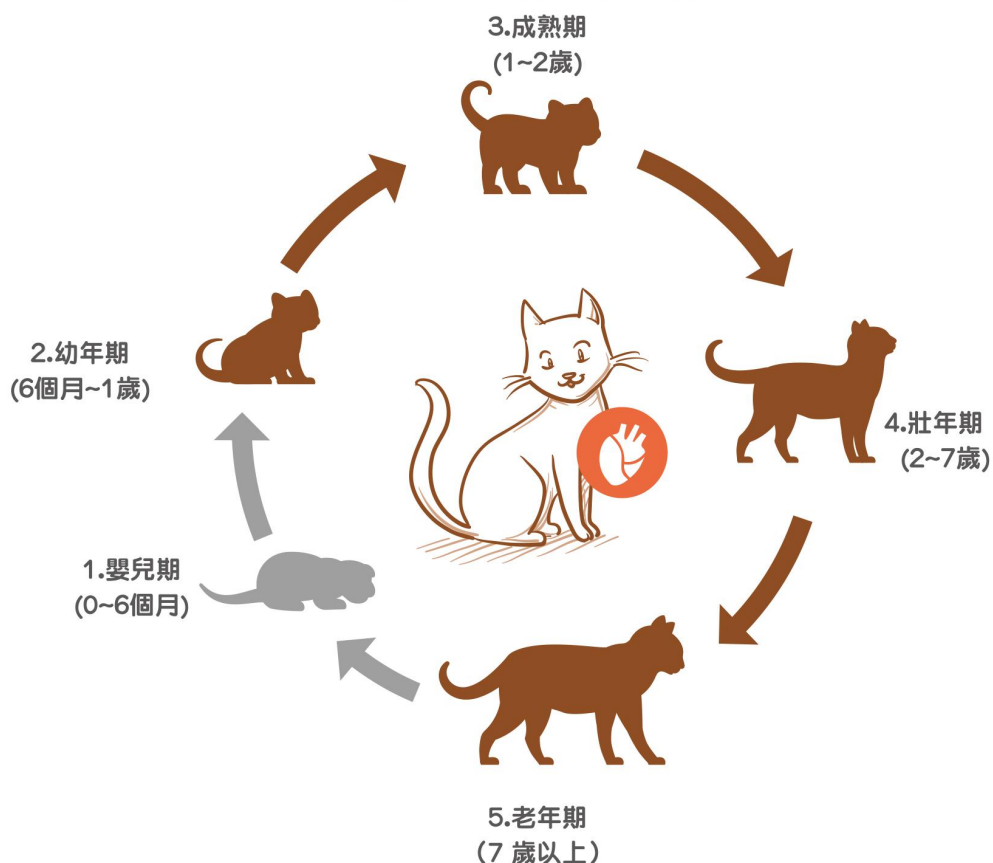 3.成熟期
(1~2歲)
2.幼年期
(6個月~1歲)
4.壯年期
(2~7歲)
1.嬰兒期
(0~6個月)
5.老年期
(7 歲以上)